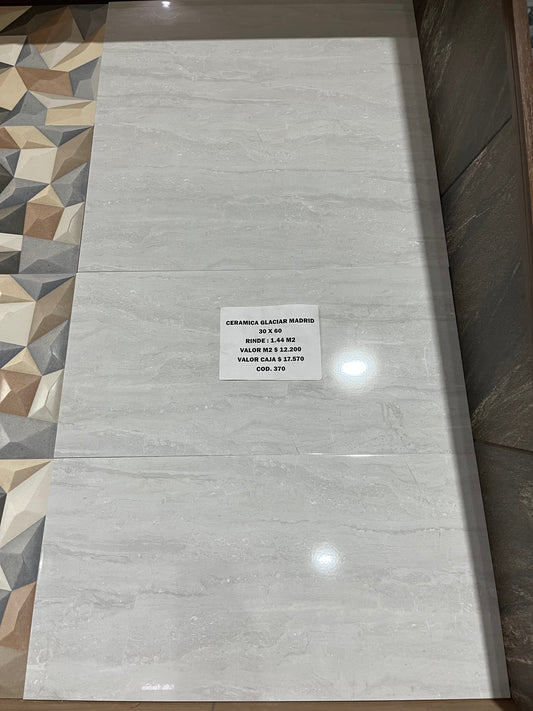 CERAMICA GLACIAR MADRID
30 X 60
RINDE : 1.44 M2
VALOR M2 $ 12.200
VALOR CAJA $ 17.570
COD. 370